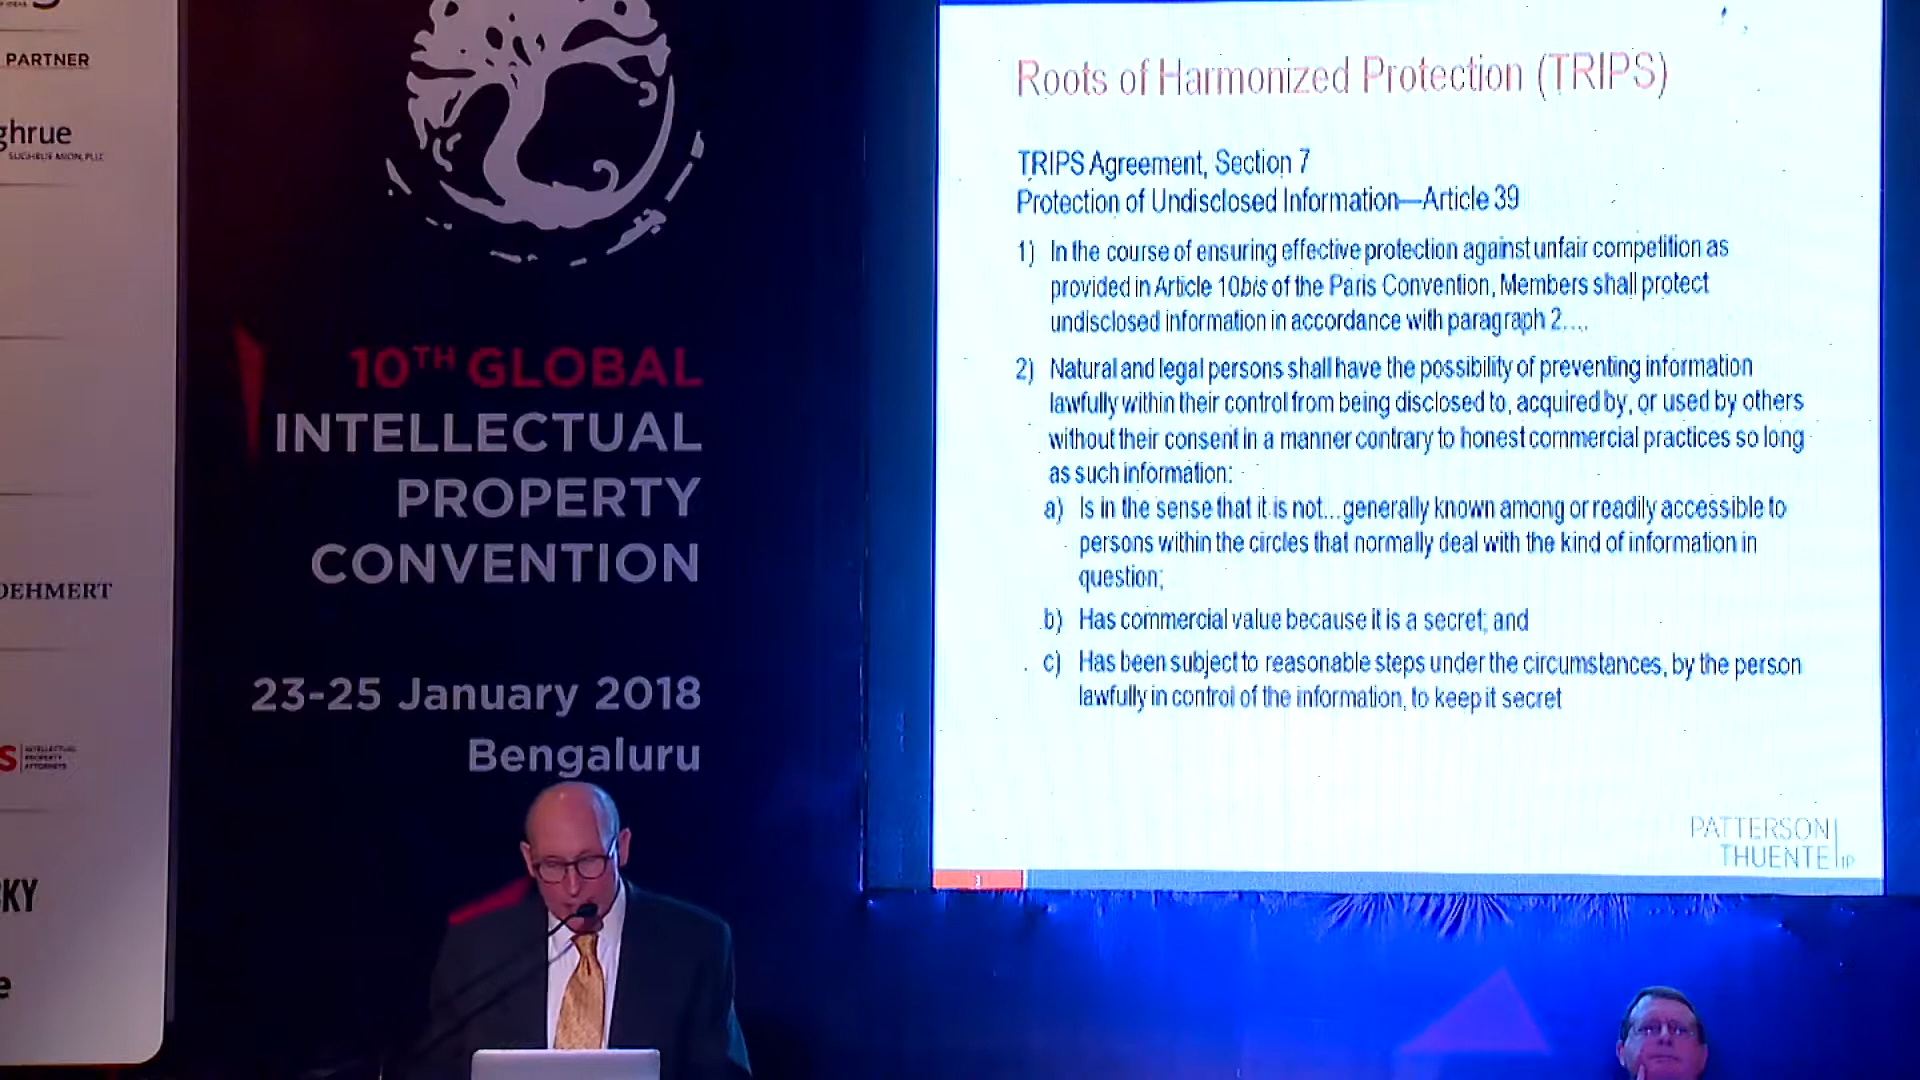 PARTNER
ghrue
SUGHRUE MION, PLLC
OEHMERT
S
INTELLECTUAL
PROPERTY
ATTORNEYS
KY
e
10TH GLOBAL
INTELLECTUAL
PROPERTY
CONVENTION
23-25 January 2018
Bengaluru
Roots of Harmonized Protection (TRIPS)
TRIPS Agreement, Section 7
Protection of Undisclosed Information—Article 39
1) In the course of ensuring effective protection against unfair competition as
provided in Article 10bis of the Paris Convention, Members shall protect
undisclosed information in accordance with paragraph 2....
2) Natural and legal persons shall have the possibility of preventing information
lawfully within their control from being disclosed to, acquired by, or used by others
without their consent in a manner contrary to honest commercial practices so long
as such information:
a) Is in the sense that it is not...generally known among or readily accessible to
persons within the circles that normally deal with the kind of information in
question;
b) Has commercial value because it is a secret; and
c) Has been subject to reasonable steps under the circumstances, by the person
lawfully in control of the information, to keep it secret
PATTERSON
THUENTE IP
3